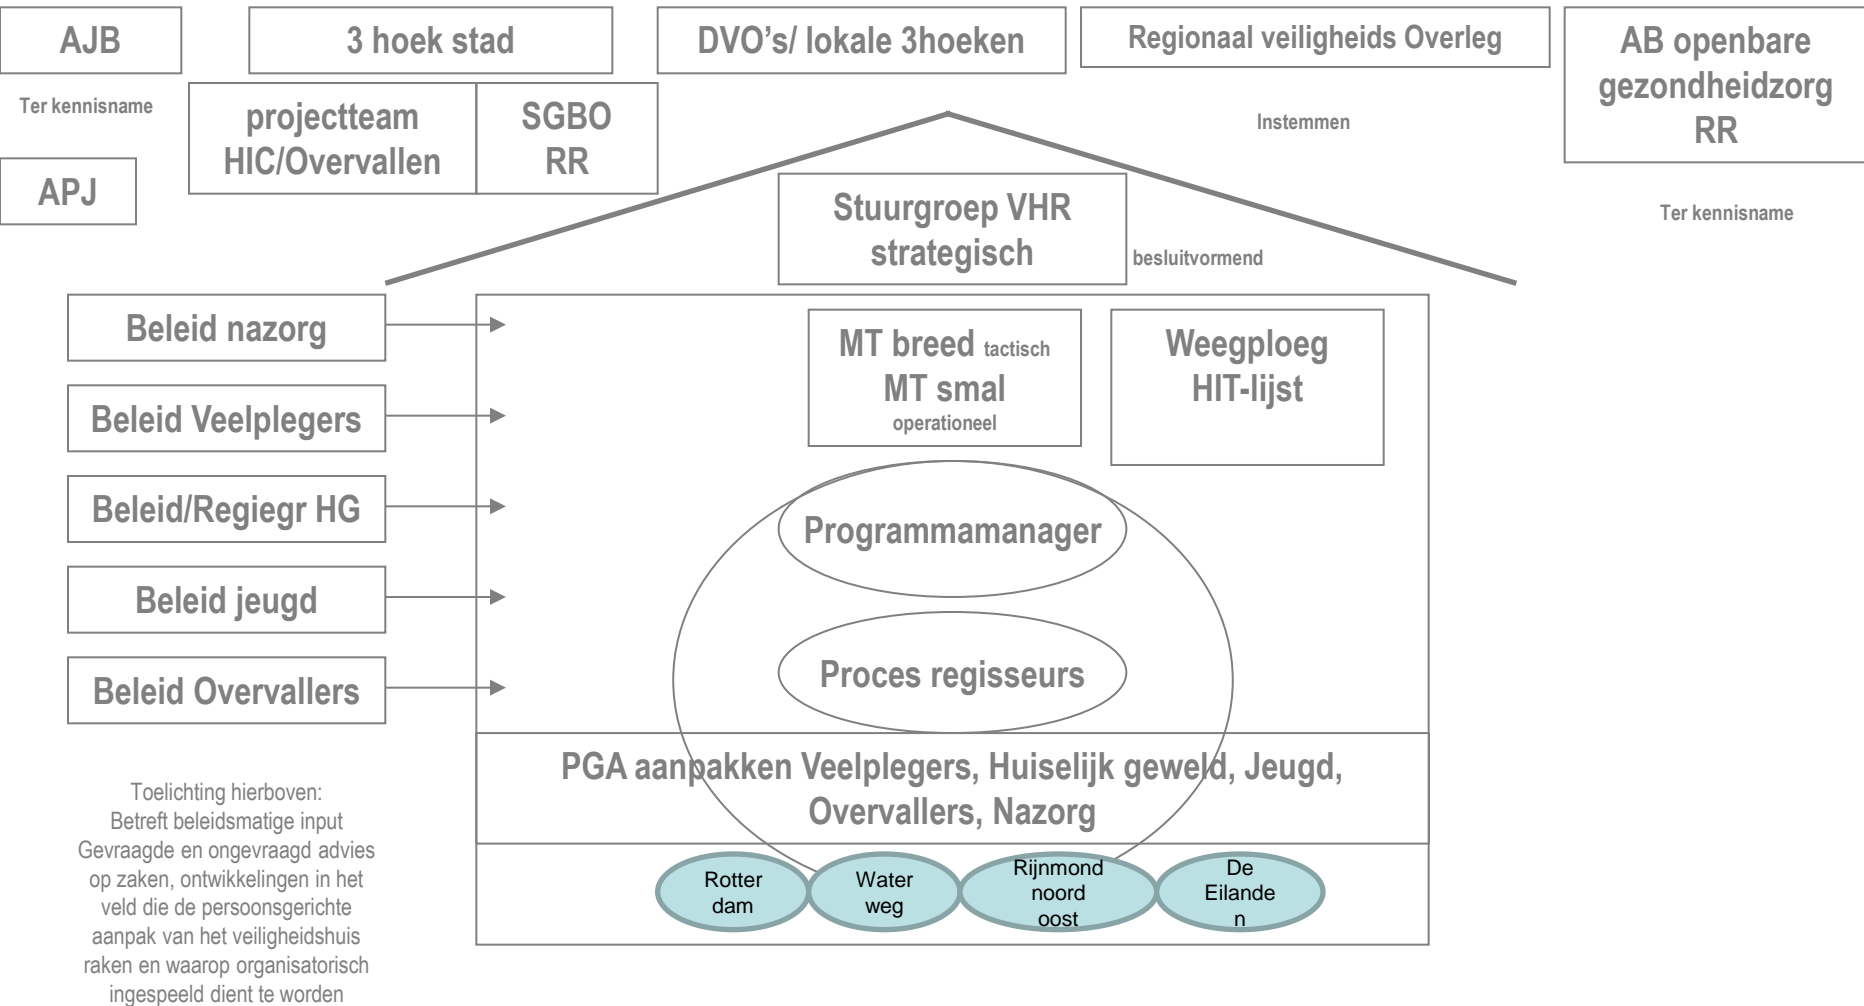 AJB
3 hoek stad
DVO's/ lokale 3hoeken
Regionaal veiligheids Overleg
AB openbare
gezondheidzorg
RR
Ter kennisname
projectteam
HIC/Overvallen
SGBO
RR
Instemmen
APJ
Stuurgroep VHR
strategisch
besluitvormend
Ter kennisname
Beleid nazorg
MT breed tactisch
MT smal
operationeel
Weegploeg
HIT-lijst
Beleid Veelplegers
Beleid/Regiegr HG
Programmamanager
Beleid jeugd
Beleid Overvallers
Proces regisseurs
PGA aanpakken Veelplegers, Huiselijk geweld, Jeugd,
Overvallers, Nazorg
Rotter
dam
Water
weg
Rijnmond
noord
oost
De
Eilande
n
Toelichting hierboven:
Betreft beleidsmatige input
Gevraagde en ongevraagd advies
op zaken, ontwikkelingen in het
veld die de persoonsgerichte
aanpak van het veiligheidshuis
raken en waarop organisatorisch
ingespeeld dient te worden